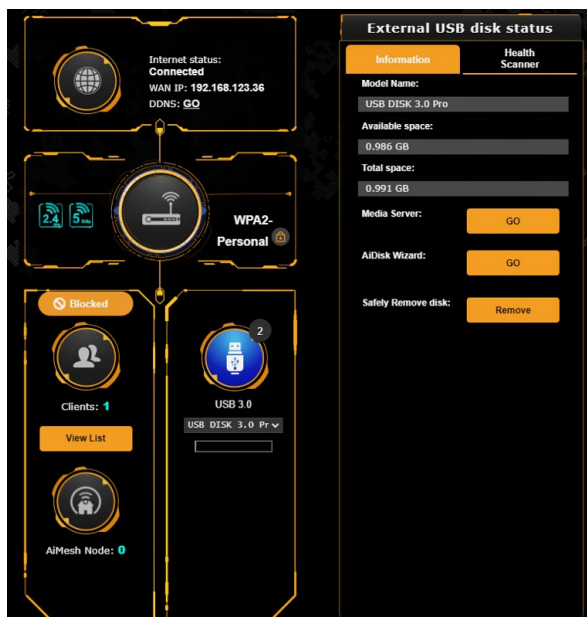 Internet status:
Connected
WAN IP: 192.168.123.36
DDNS: GO
2.4
5
WPA2-
Personal
Blocked
Clients: 1
View List
AiMesh Node: 0
2
USB 3.0
USB DISK 3.0 Pr
External USB disk status
Information
Health
Scanner
Model Name:
USB DISK 3.0 Pro
Available space:
0.986 GB
Total space:
0.991 GB
Media Server:
GO
AiDisk Wizard:
GO
Safely Remove disk:
Remove